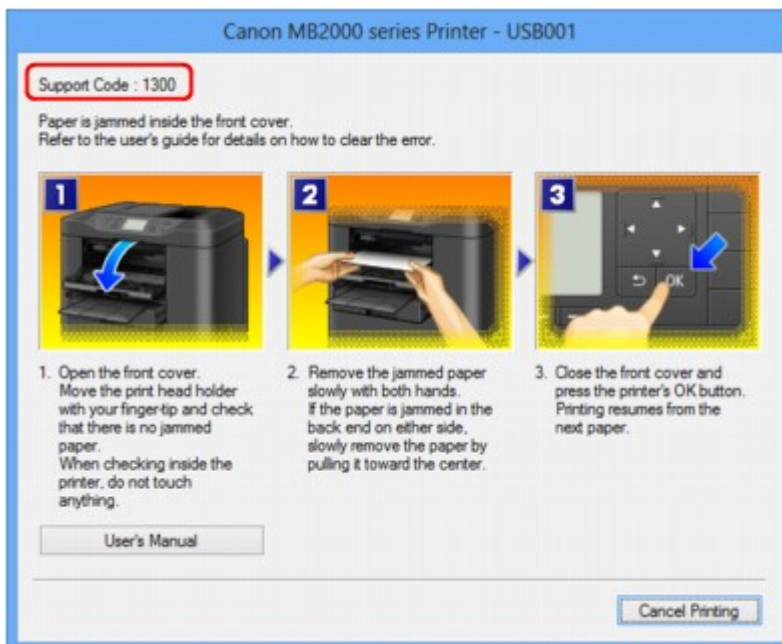 Canon MB2000 series Printer - USB001
Support Code : 1300
Paper is jammed inside the front cover.
Refer to the user's guide for details on how to clear the error.
1
2
3
OK
1. Open the front cover.
Move the print head holder
with your finger-tip and check
that there is no jammed
paper.
When checking inside the
printer, do not touch
anything.
2. Remove the jammed paper
slowly with both hands.
If the paper is jammed in the
back end on either side,
slowly remove the paper by
pulling it toward the center.
3. Close the front cover and
press the printer's OK button.
Printing resumes from the
next paper.
User's Manual
Cancel Printing